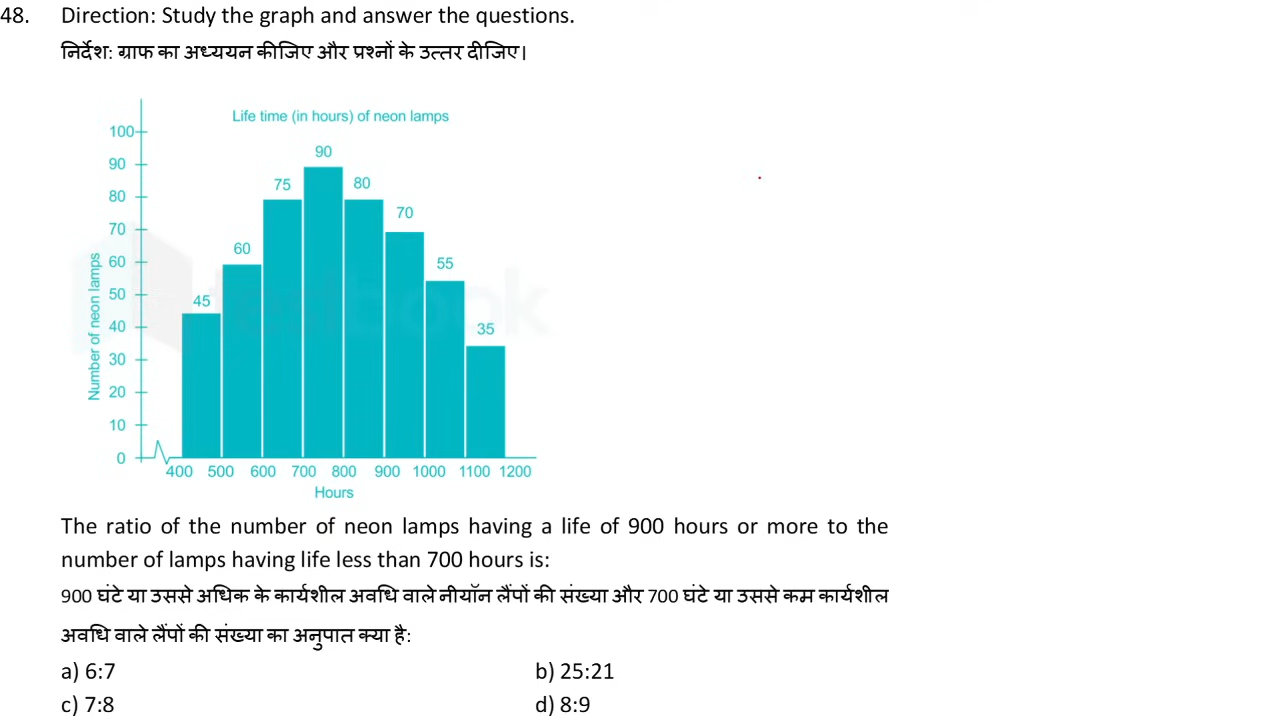 48. Direction: Study the graph and answer the questions.
निर्देश: ग्राफ का अध्ययन कीजिए और प्रश्नों के उत्तर दीजिए।
Life time (in hours) of neon lamps
Number of neon lamps
100
90
80
70
60
50
40
30
20
10
0
45
60
75
90
80
70
55
35
400 500 600 700 800 900 1000 1100 1200
Hours
The ratio of the number of neon lamps having a life of 900 hours or more to the
number of lamps having life less than 700 hours is:
900 घंटे या उससे अधिक के कार्यशील अवधि वाले नीयॉन लैंपों की संख्या और 700 घंटे या उससे कम कार्यशील
अवधि वाले लैंपों की संख्या का अनुपात क्या है:
a) 6:7 b) 25:21
c) 7:8 d) 8:9